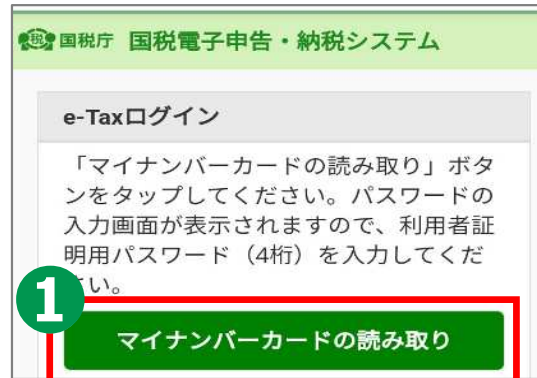 税 国税庁 国税電子申告・納税システム
e-Taxログイン
「マイナンバーカードの読み取り」ボタ
ンをタップしてください。パスワードの
入力画面が表示されますので、利用者証
明用パスワード（4桁）を入力してくだ
さい。
1
マイナンバーカードの読み取り